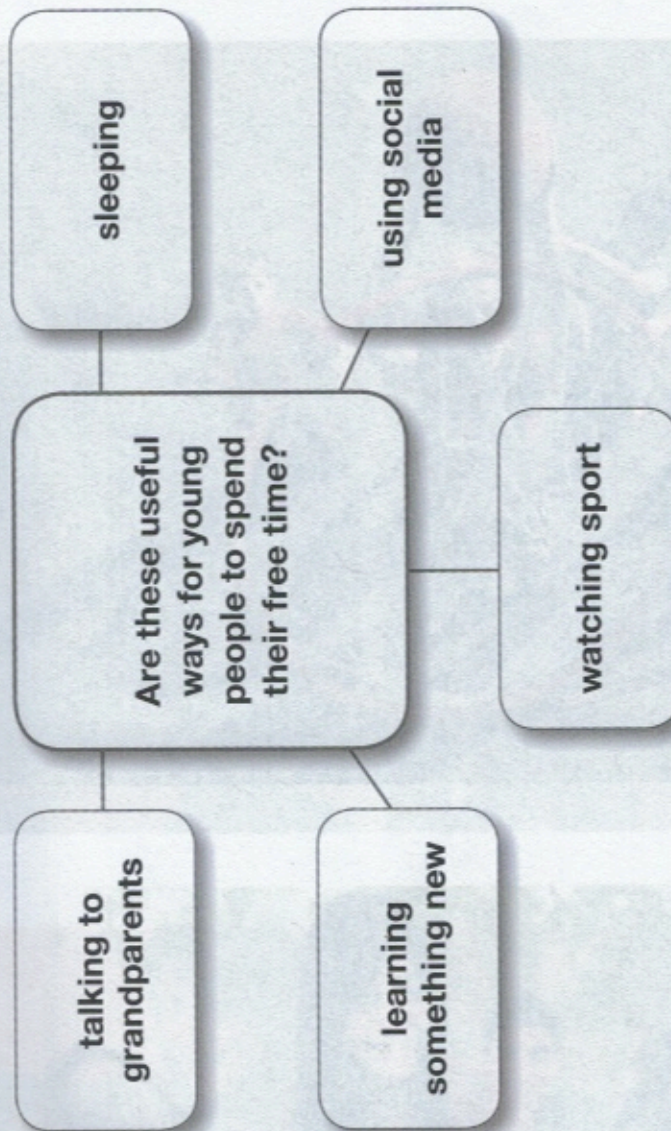 Are these useful
ways for young
people to spend
their free time?
talking to
grandparents
sleeping
learning
something new
using social
media
watching sport